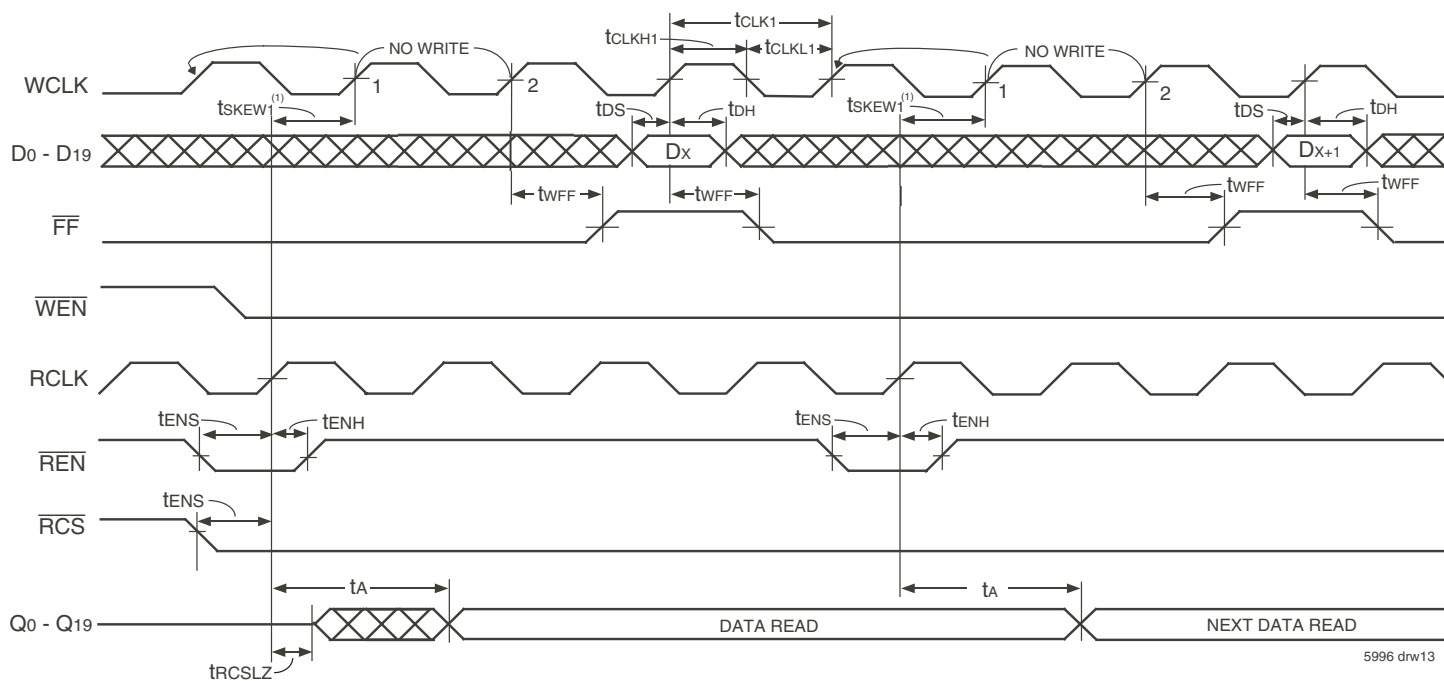 tCLK1
tCLKH1 tCLKL1
NO WRITE NO WRITE
WCLK 1 2 1 2
tSKEW1(1) tDS tDH tSKEW1(1) tDS tDH
D0 - D19 DX DX+1
tWFF tWFF tWFF tWFF
FF
WEN
RCLK
tENS tENH tENS tENH
REN
tENS
RCS
tA tA
Q0 - Q19 DATA READ NEXT DATA READ
tRCSLZ
5996 drw13